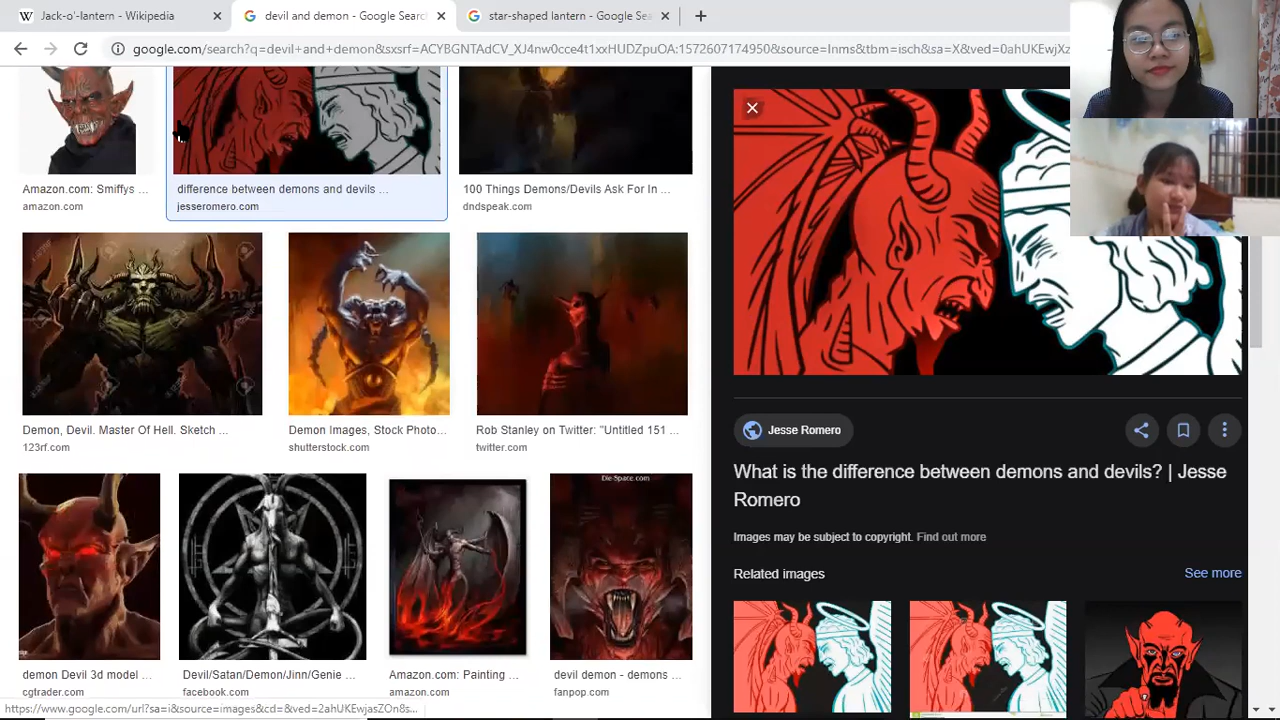 Jack-o'-lantern - Wikipedia
devil and demon - Google Searc
star-shaped lantern - Google Sea
google.com/search?q=devil+and+demon&sxsrf=ACYBGNTAdCV_XJ4nw0cce4t1xxHUDZpuOA:1572607174950&source=lnms&tbm=isch&sa=X&ved=0ahUKEwjXz
Amazon.com: Smiffys ...
amazon.com
difference between demons and devils ...
jesseromero.com
100 Things Demons/Devils Ask For In ...
dndspeak.com
Demon, Devil. Master Of Hell. Sketch ...
123rf.com
Demon Images, Stock Photo...
shutterstock.com
Rob Stanley on Twitter: "Untitled 151 ...
twitter.com
Die-Space.com
demon Devil 3d model ...
cgtrader.com
Devil/Satan/Demon/Jinn/Genie ...
facebook.com
Amazon.com: Painting ...
amazon.com
devil demon - demons ...
fanpop.com
https://www.google.com/url?sa=i&source=images&cd=&ved=2ahUKEwjasZOn8s...
Jesse Romero
What is the difference between demons and devils? | Jesse
Romero
Images may be subject to copyright. Find out more
Related images
See more